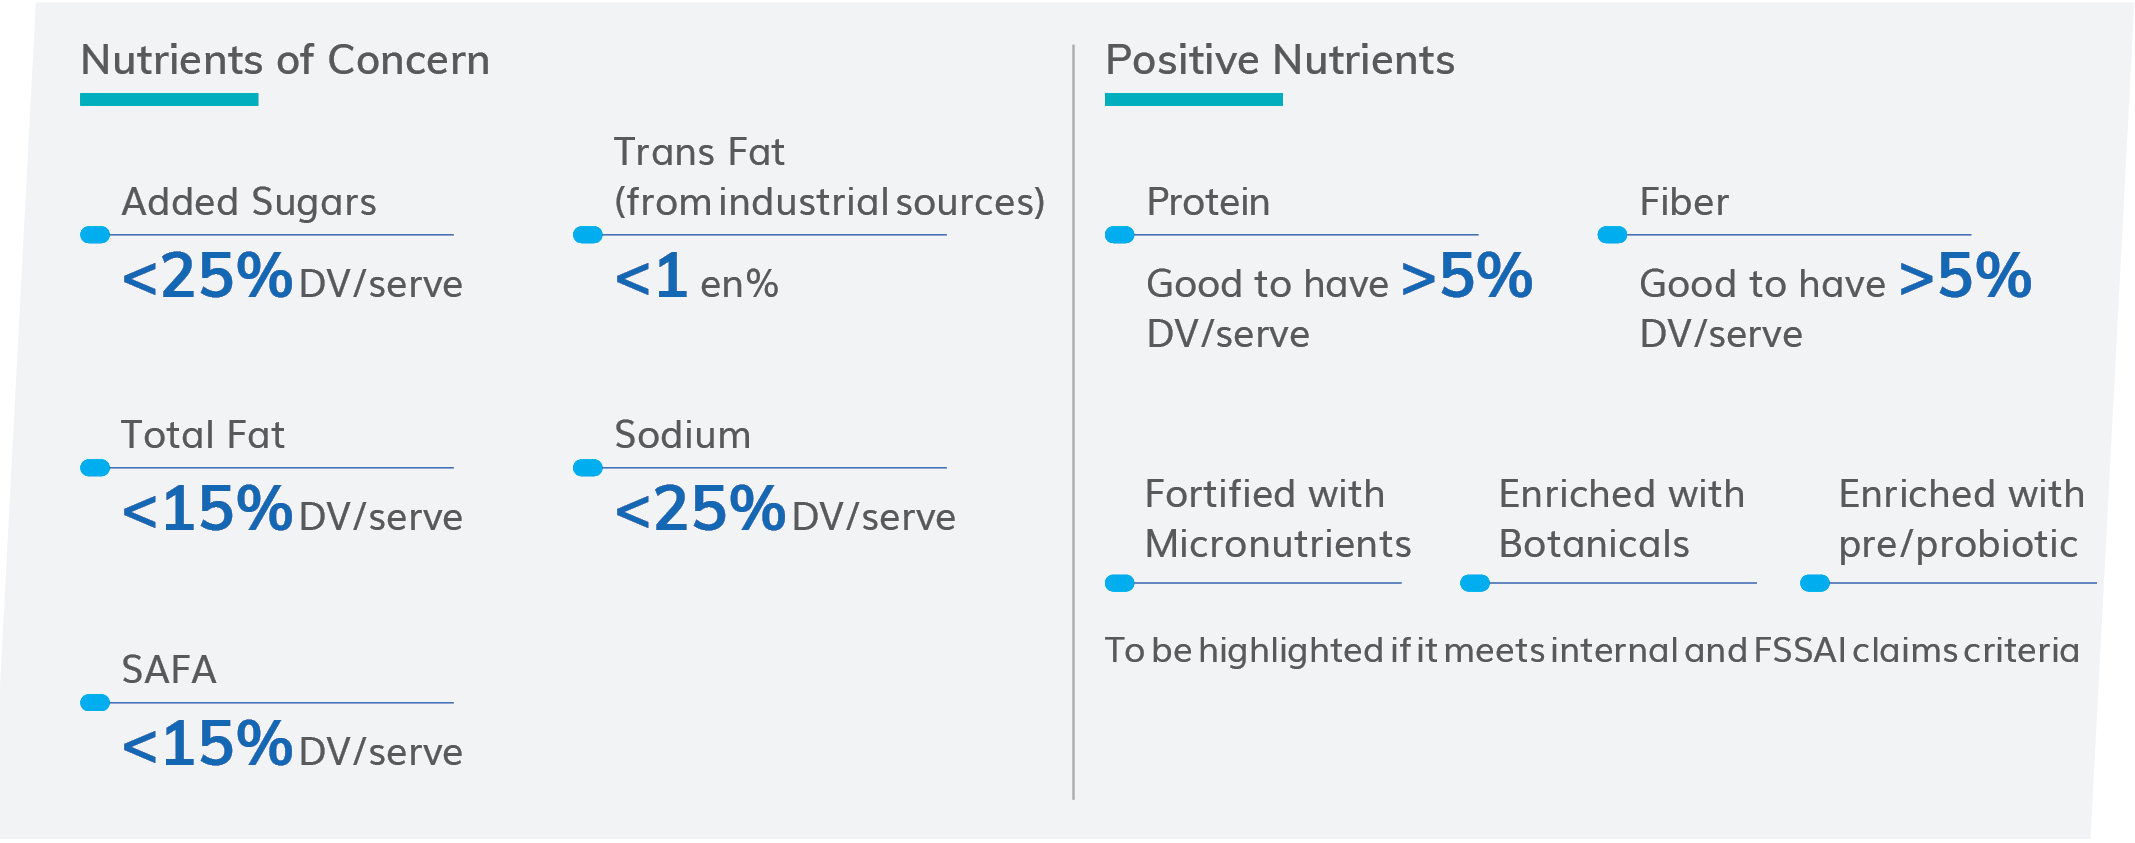 Nutrients of Concern
Added Sugars
<25% DV/serve
Trans Fat
(from industrial sources)
<1 en%
Total Fat
<15% DV/serve
Sodium
<25% DV/serve
SAFA
<15% DV/serve
Positive Nutrients
Protein
Good to have >5%
DV/serve
Fiber
Good to have >5%
DV/serve
Fortified with
Micronutrients
Enriched with
Botanicals
Enriched with
pre/probiotic
To be highlighted if it meets internal and FSSAI claims criteria